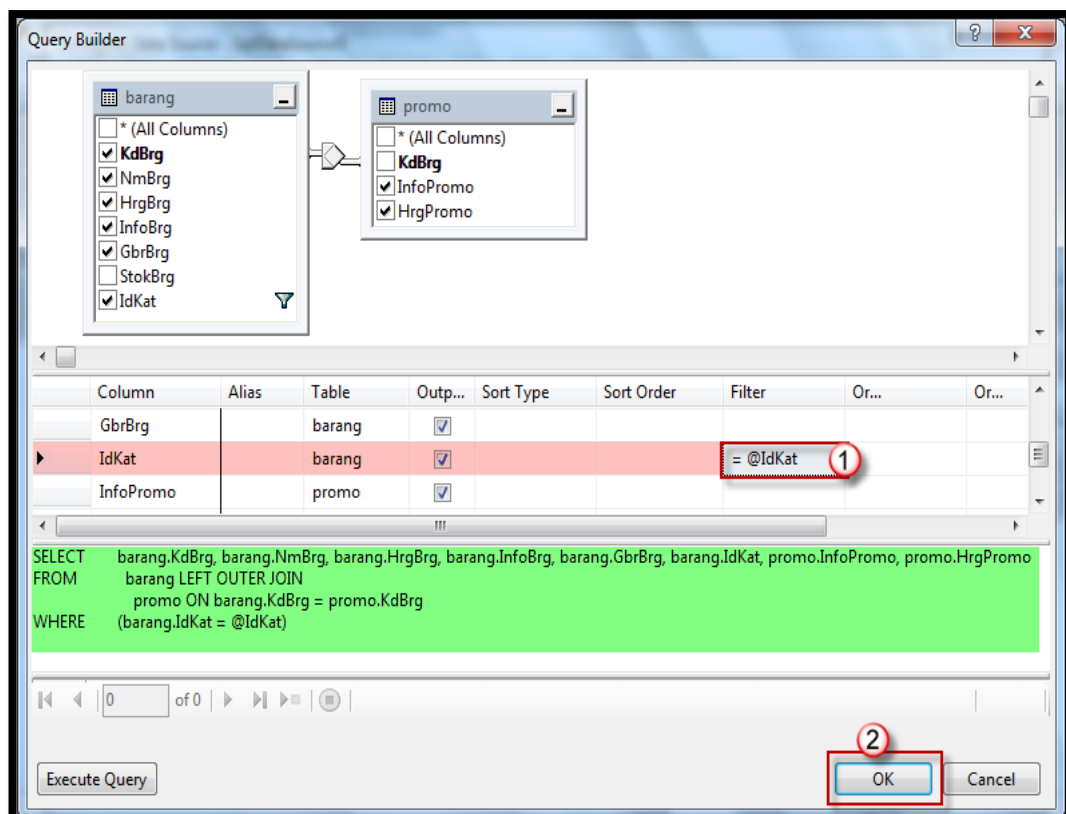 Query Builder
barang
* (All Columns)
KdBrg
NmBrg
HrgBrg
InfoBrg
GbrBrg
StokBrg
IdKat
promo
* (All Columns)
KdBrg
InfoPromo
HrgPromo
Column Alias Table Outp... Sort Type Sort Order Filter Or... Or...
GbrBrg barang
IdKat barang = @IdKat 1
InfoPromo promo
SELECT barang.KdBrg, barang.NmBrg, barang.HrgBrg, barang.InfoBrg, barang.GbrBrg, barang.IdKat, promo.InfoPromo, promo.HrgPromo
FROM barang LEFT OUTER JOIN
promo ON barang.KdBrg = promo.KdBrg
WHERE (barang.IdKat = @IdKat)
0 of 0
2
Execute Query OK Cancel